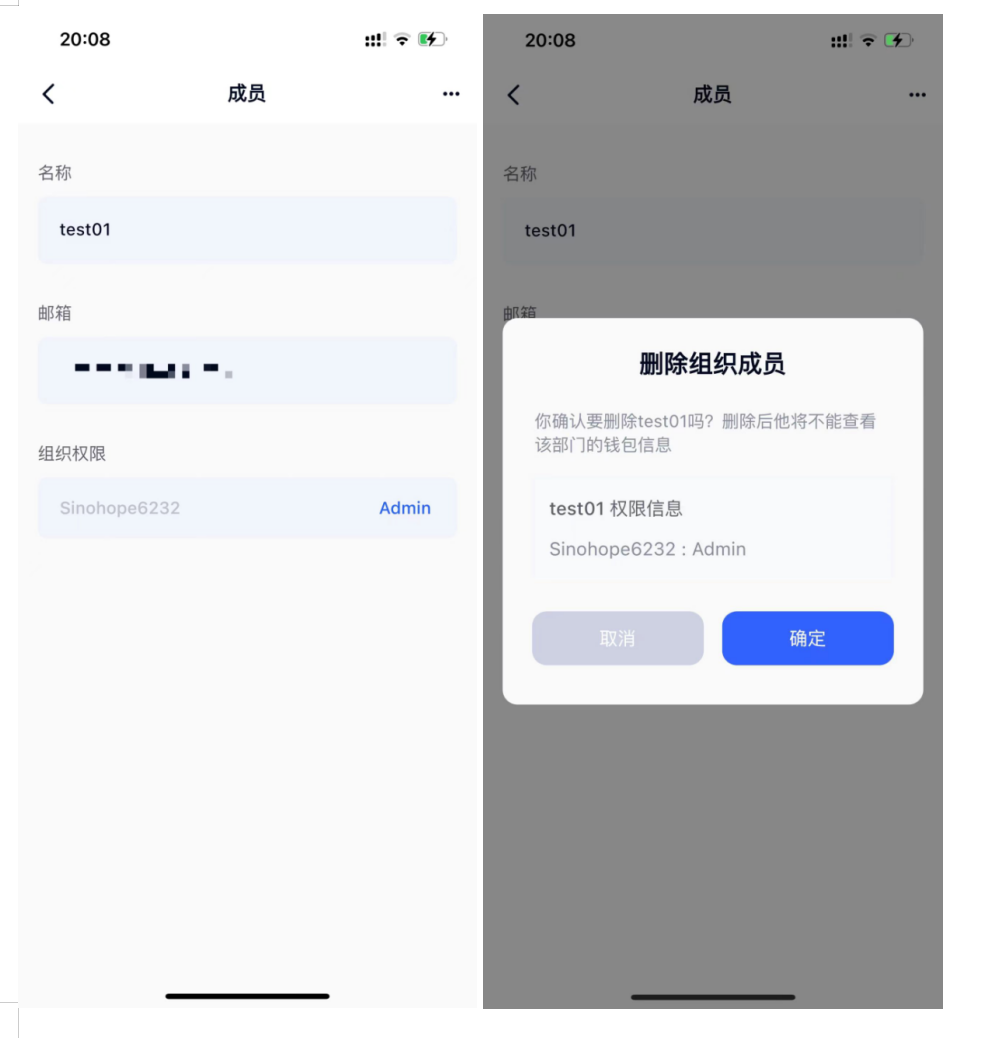 20:08
成员
名称
test01
邮箱
组织权限
Sinohope6232
Admin
20:08
成员
名称
test01
邮箱
删除组织成员
你确认要删除test01吗？删除后他将不能查看
该部门的钱包信息
test01 权限信息
Sinohope6232 : Admin
取消
确定